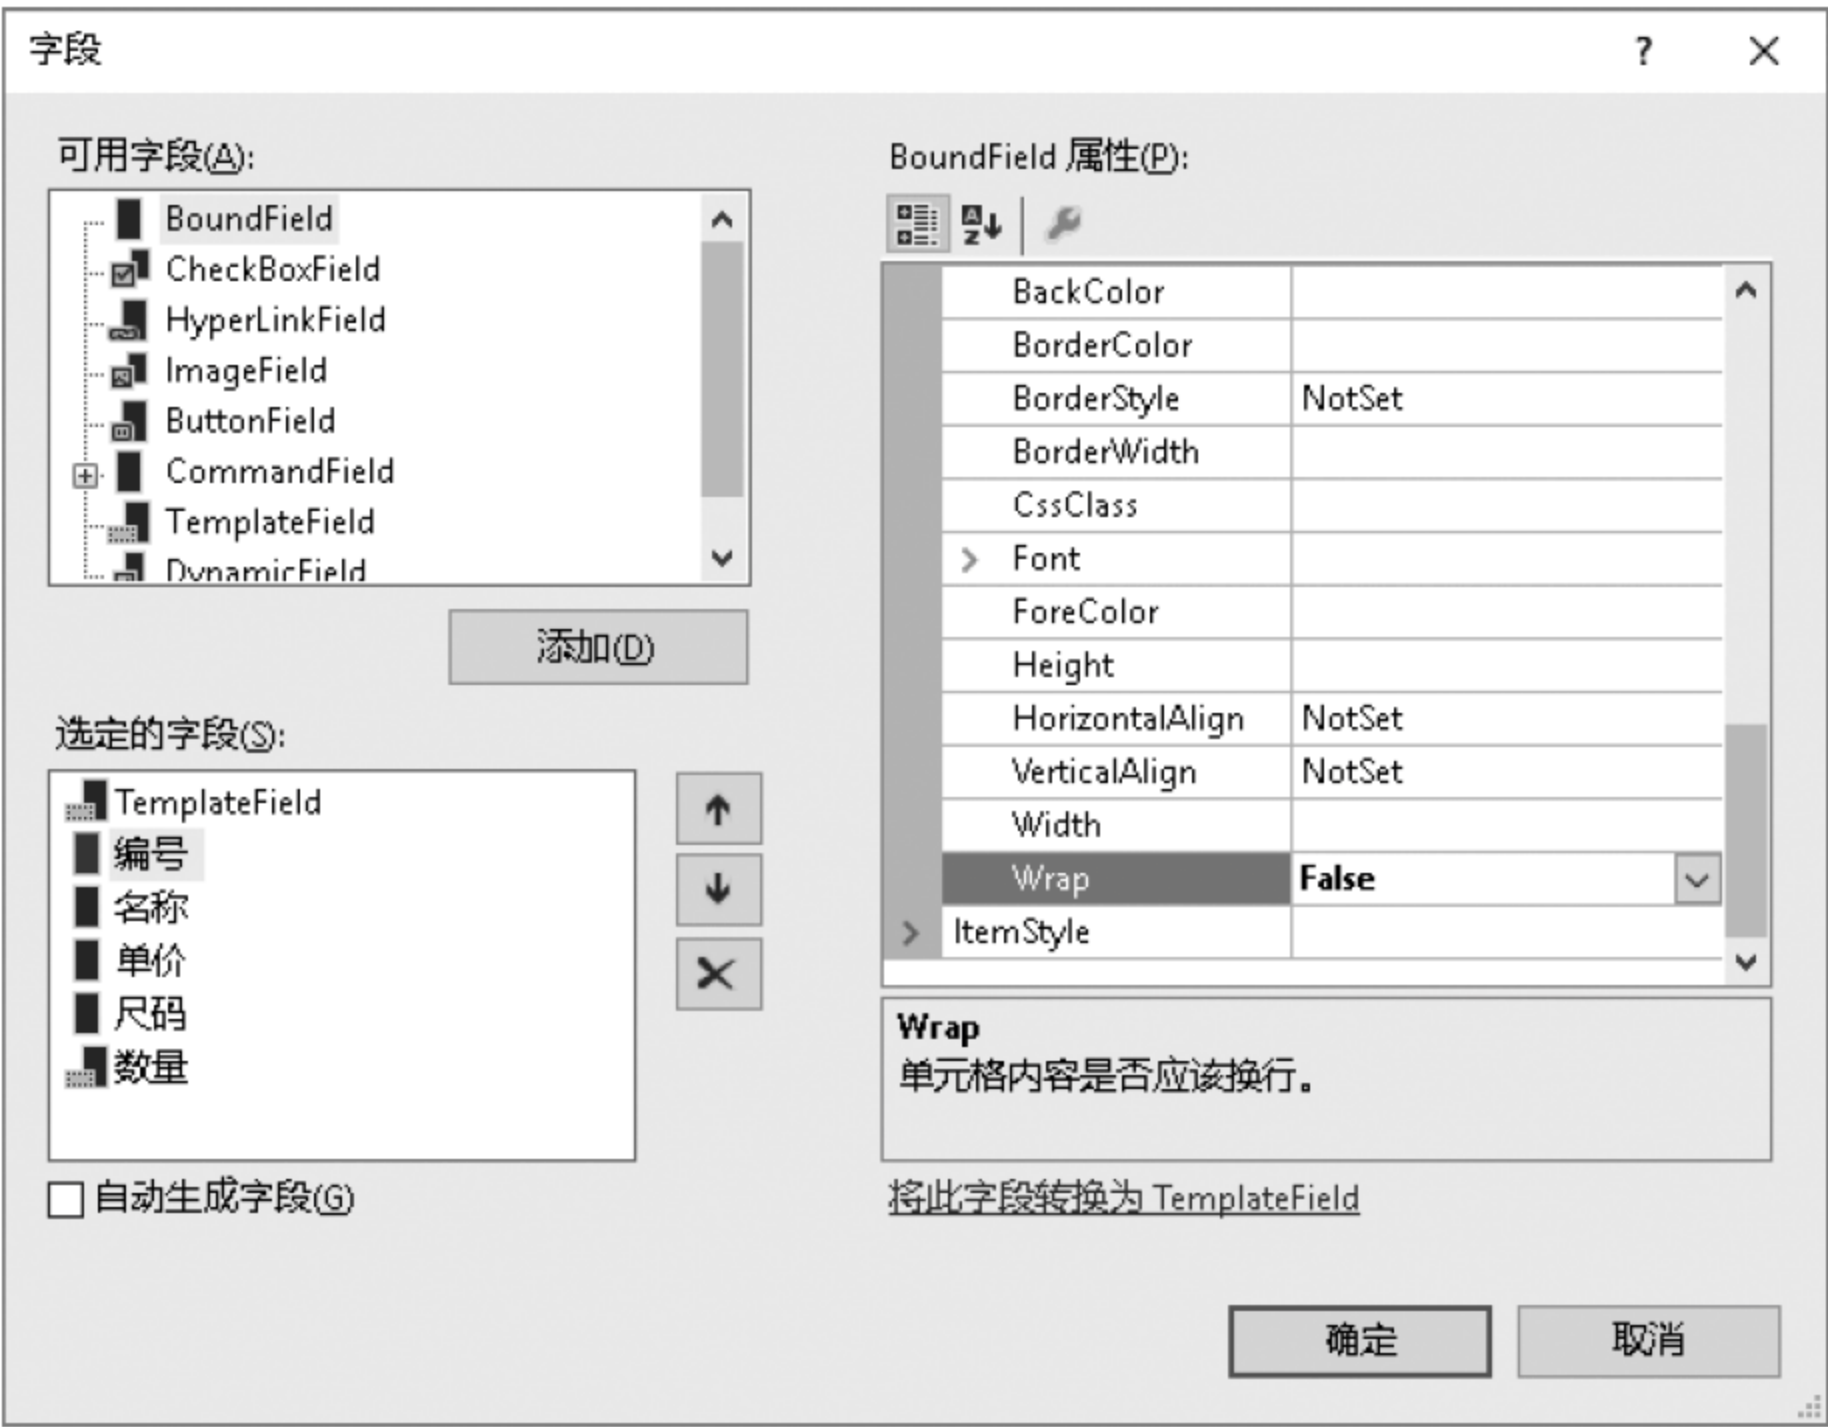 字段
?
可用字段(A):
BoundField
CheckBoxField
HyperLinkField
ImageField
ButtonField
CommandField
TemplateField
DynamicField
添加(D)
选定的字段(S):
TemplateField
编号
名称
单价
尺码
数量
自动生成字段(G)
BoundField 属性(P):
BackColor
BorderColor
BorderStyle NotSet
BorderWidth
CssClass
Font
ForeColor
Height
HorizontalAlign NotSet
VerticalAlign NotSet
Width
Wrap False
ItemStyle
Wrap
单元格内容是否应该换行。
将此字段转换为 TemplateField
确定
取消